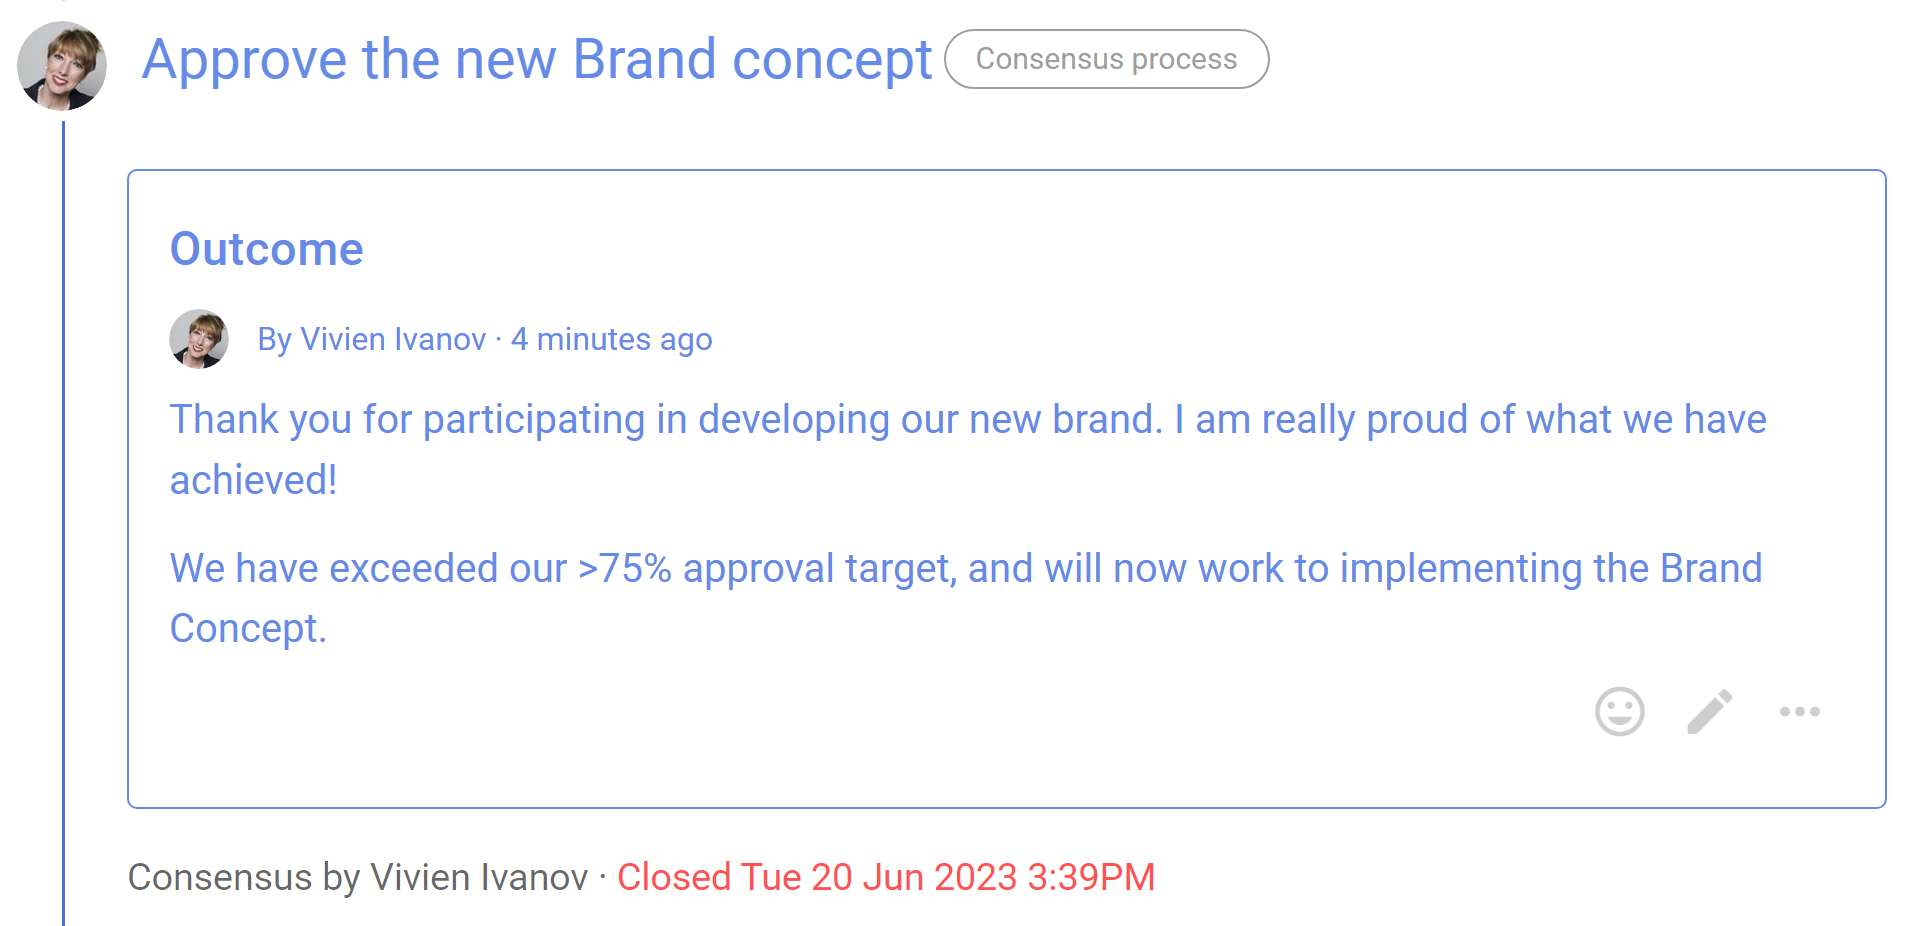 Approve the new Brand concept Consensus process
Outcome
By Vivien Ivanov · 4 minutes ago
Thank you for participating in developing our new brand. I am really proud of what we have
achieved!
We have exceeded our >75% approval target, and will now work to implementing the Brand
Concept.
Consensus by Vivien Ivanov · Closed Tue 20 Jun 2023 3:39PM